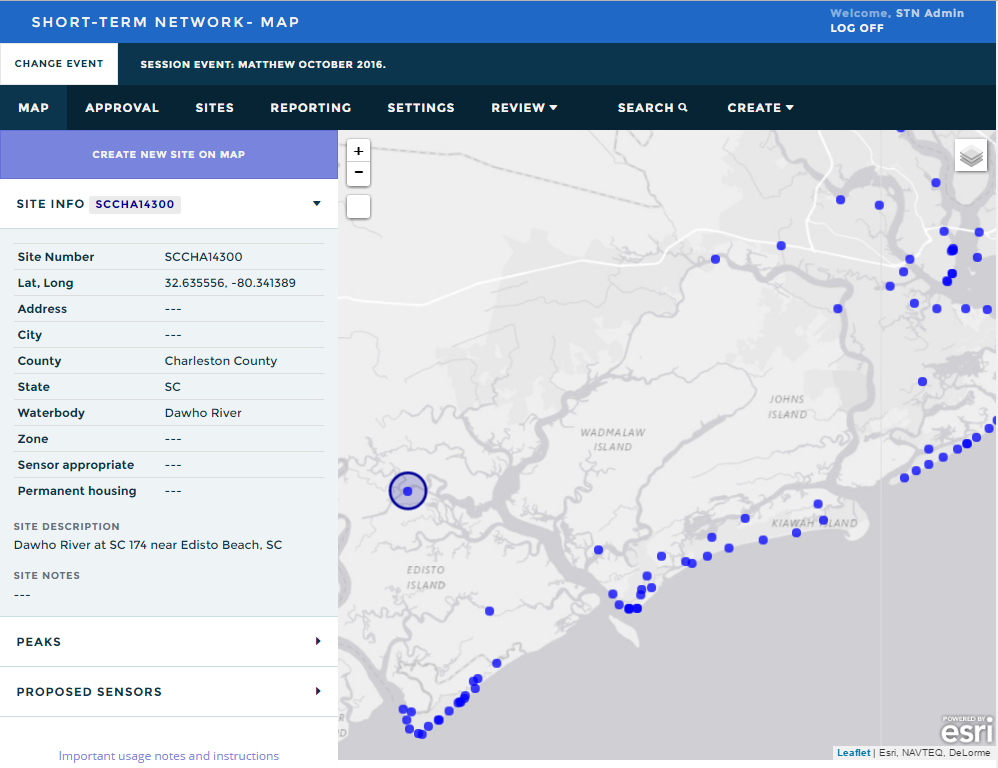 SHORT-TERM NETWORK- MAP
Welcome, STN Admin
LOG OFF
CHANGE EVENT
SESSION EVENT: MATTHEW OCTOBER 2016.
MAP APPROVAL SITES REPORTING SETTINGS REVIEW SEARCH CREATE
CREATE NEW SITE ON MAP
SITE INFO SCCHA14300
Site Number SCCHA14300
Lat, Long 32.635556, -80.341389
Address ---
City ---
County Charleston County
State SC
Waterbody Dawho River
Zone ---
Sensor appropriate ---
Permanent housing ---
SITE DESCRIPTION
Dawho River at SC 174 near Edisto Beach, SC
SITE NOTES
---
PEAKS
PROPOSED SENSORS
Important usage notes and instructions
+
−
JOHNS
ISLAND
WADMALAW
ISLAND
KIAWAH ISLAND
EDISTO
ISLAND
POWERED BY
esri
Leaflet | Esri, NAVTEQ, DeLorme